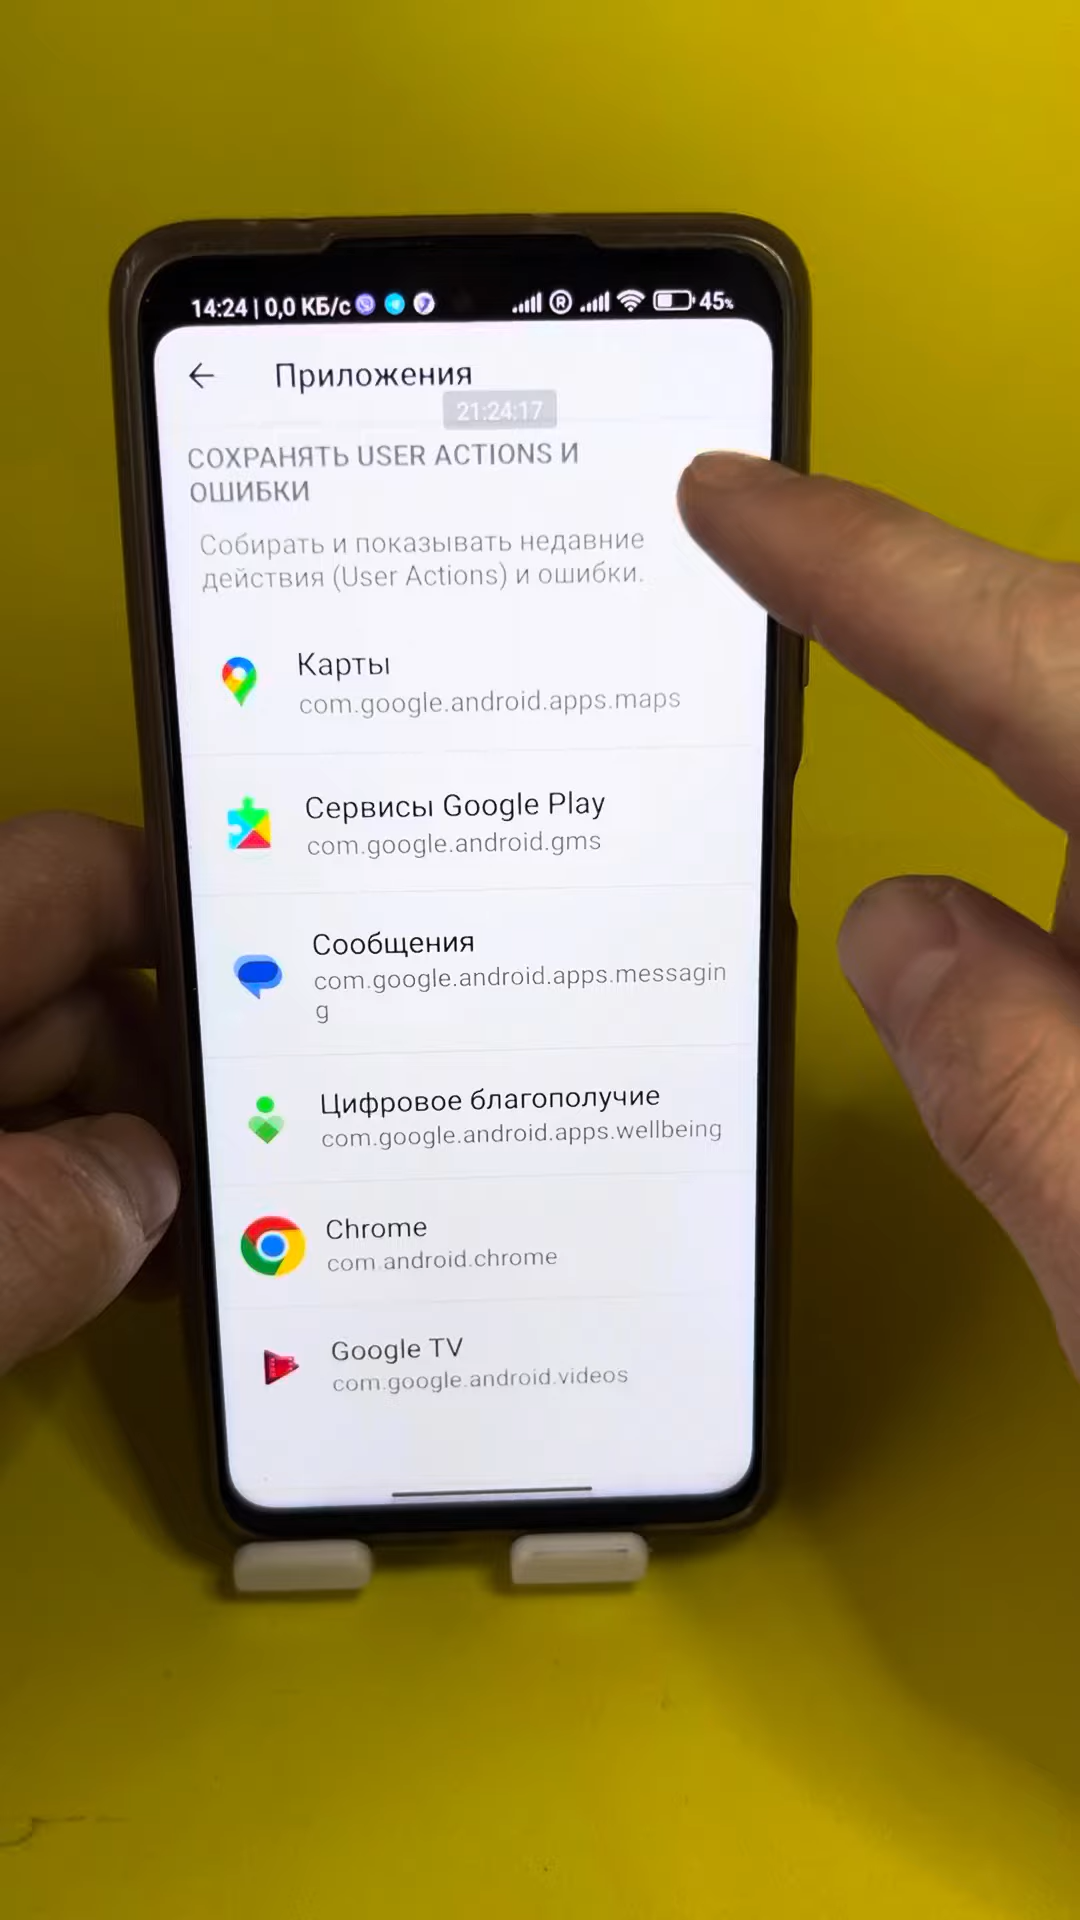 14:24 | 0,0 КБ/с
R
45%
Приложения
21:24:17
СОХРАНЯТЬ USER ACTIONS И
ОШИБКИ
Собирать и показывать недавние
действия (User Actions) и ошибки.
Карты
com.google.android.apps.maps
Сервисы Google Play
com.google.android.gms
Сообщения
com.google.android.apps.messagin
g
Цифровое благополучие
com.google.android.apps.wellbeing
Chrome
com.android.chrome
Google TV
com.google.android.videos